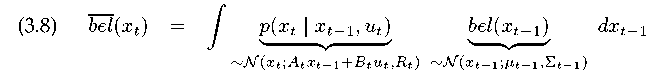 (3.8) $\overline{bel}(x_t) = \int \underbrace{p(x_t \mid x_{t-1}, u_t)}_{\sim \mathcal{N}(x_t; A_t x_{t-1} + B_t u_t, R_t)} \underbrace{bel(x_{t-1})}_{\sim \mathcal{N}(x_{t-1}; \mu_{t-1}, \Sigma_{t-1})} dx_{t-1}$